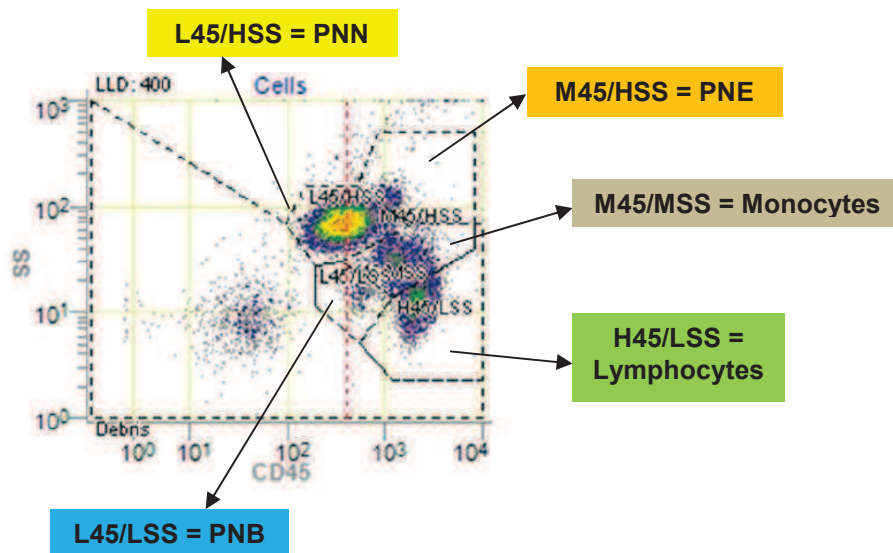 L45/HSS = PNN
LLD: 400
Cells
M45/HSS = PNE
10³
L45/HSS
M45/HSS
10²
M45/MSS = Monocytes
SS
L45/LSS
MSS
10¹
H45/LSS
H45/LSS =
Lymphocytes
10⁰
Debris
10⁰ 10¹ 10² 10³ 10⁴
CD45
L45/LSS = PNB